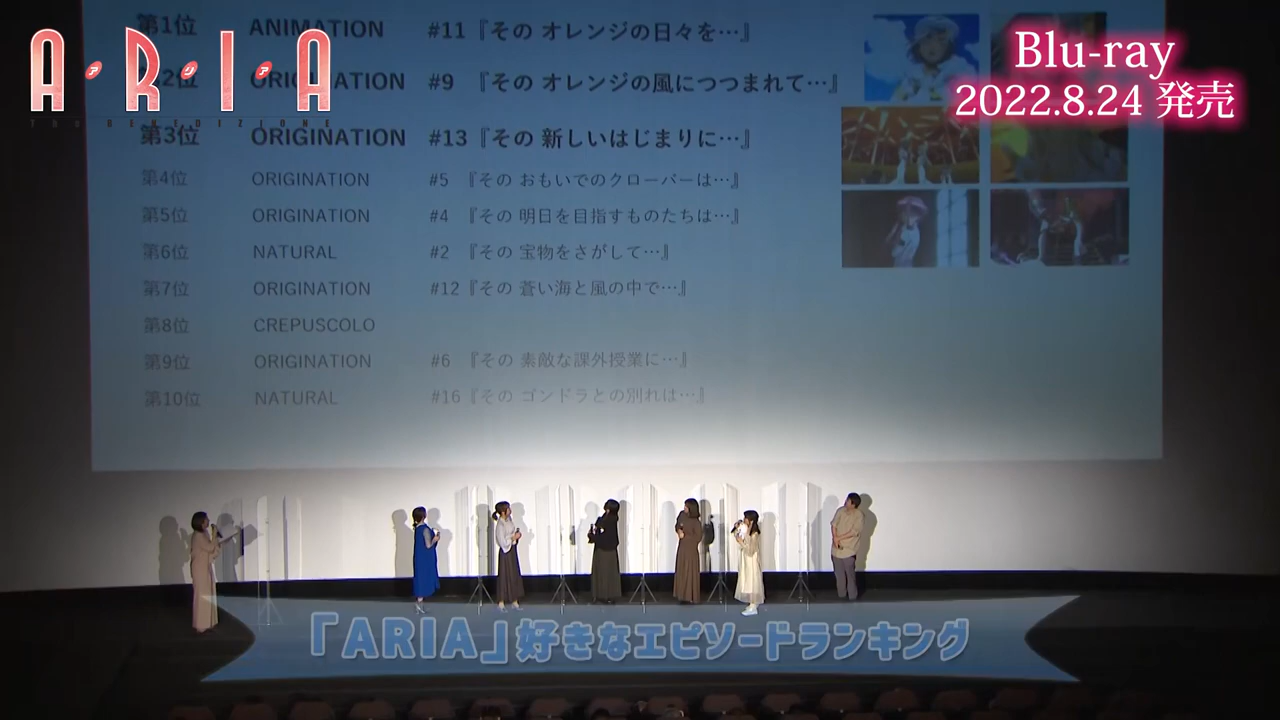 A・R・I・A
ア リ ア
The BENEDIZIONE
Blu-ray
2022.8.24 発売
第1位 ANIMATION #11『その オレンジの日々を…』
2位 ORIGINATION #9 『その オレンジの風につつまれて…』
第3位 ORIGINATION #13『その 新しいはじまりに…』
第4位 ORIGINATION #5 『その おもいでのクローバーは…』
第5位 ORIGINATION #4 『その 明日を目指すものたちは…』
第6位 NATURAL #2 『その 宝物をさがして…』
第7位 ORIGINATION #12『その 蒼い海と風の中で…』
第8位 CREPUSCOLO
第9位 ORIGINATION #6 『その 素敵な課外授業に…』
第10位 NATURAL #16『その ゴンドラとの別れは…』
「ARIA」好きなエピソードランキング